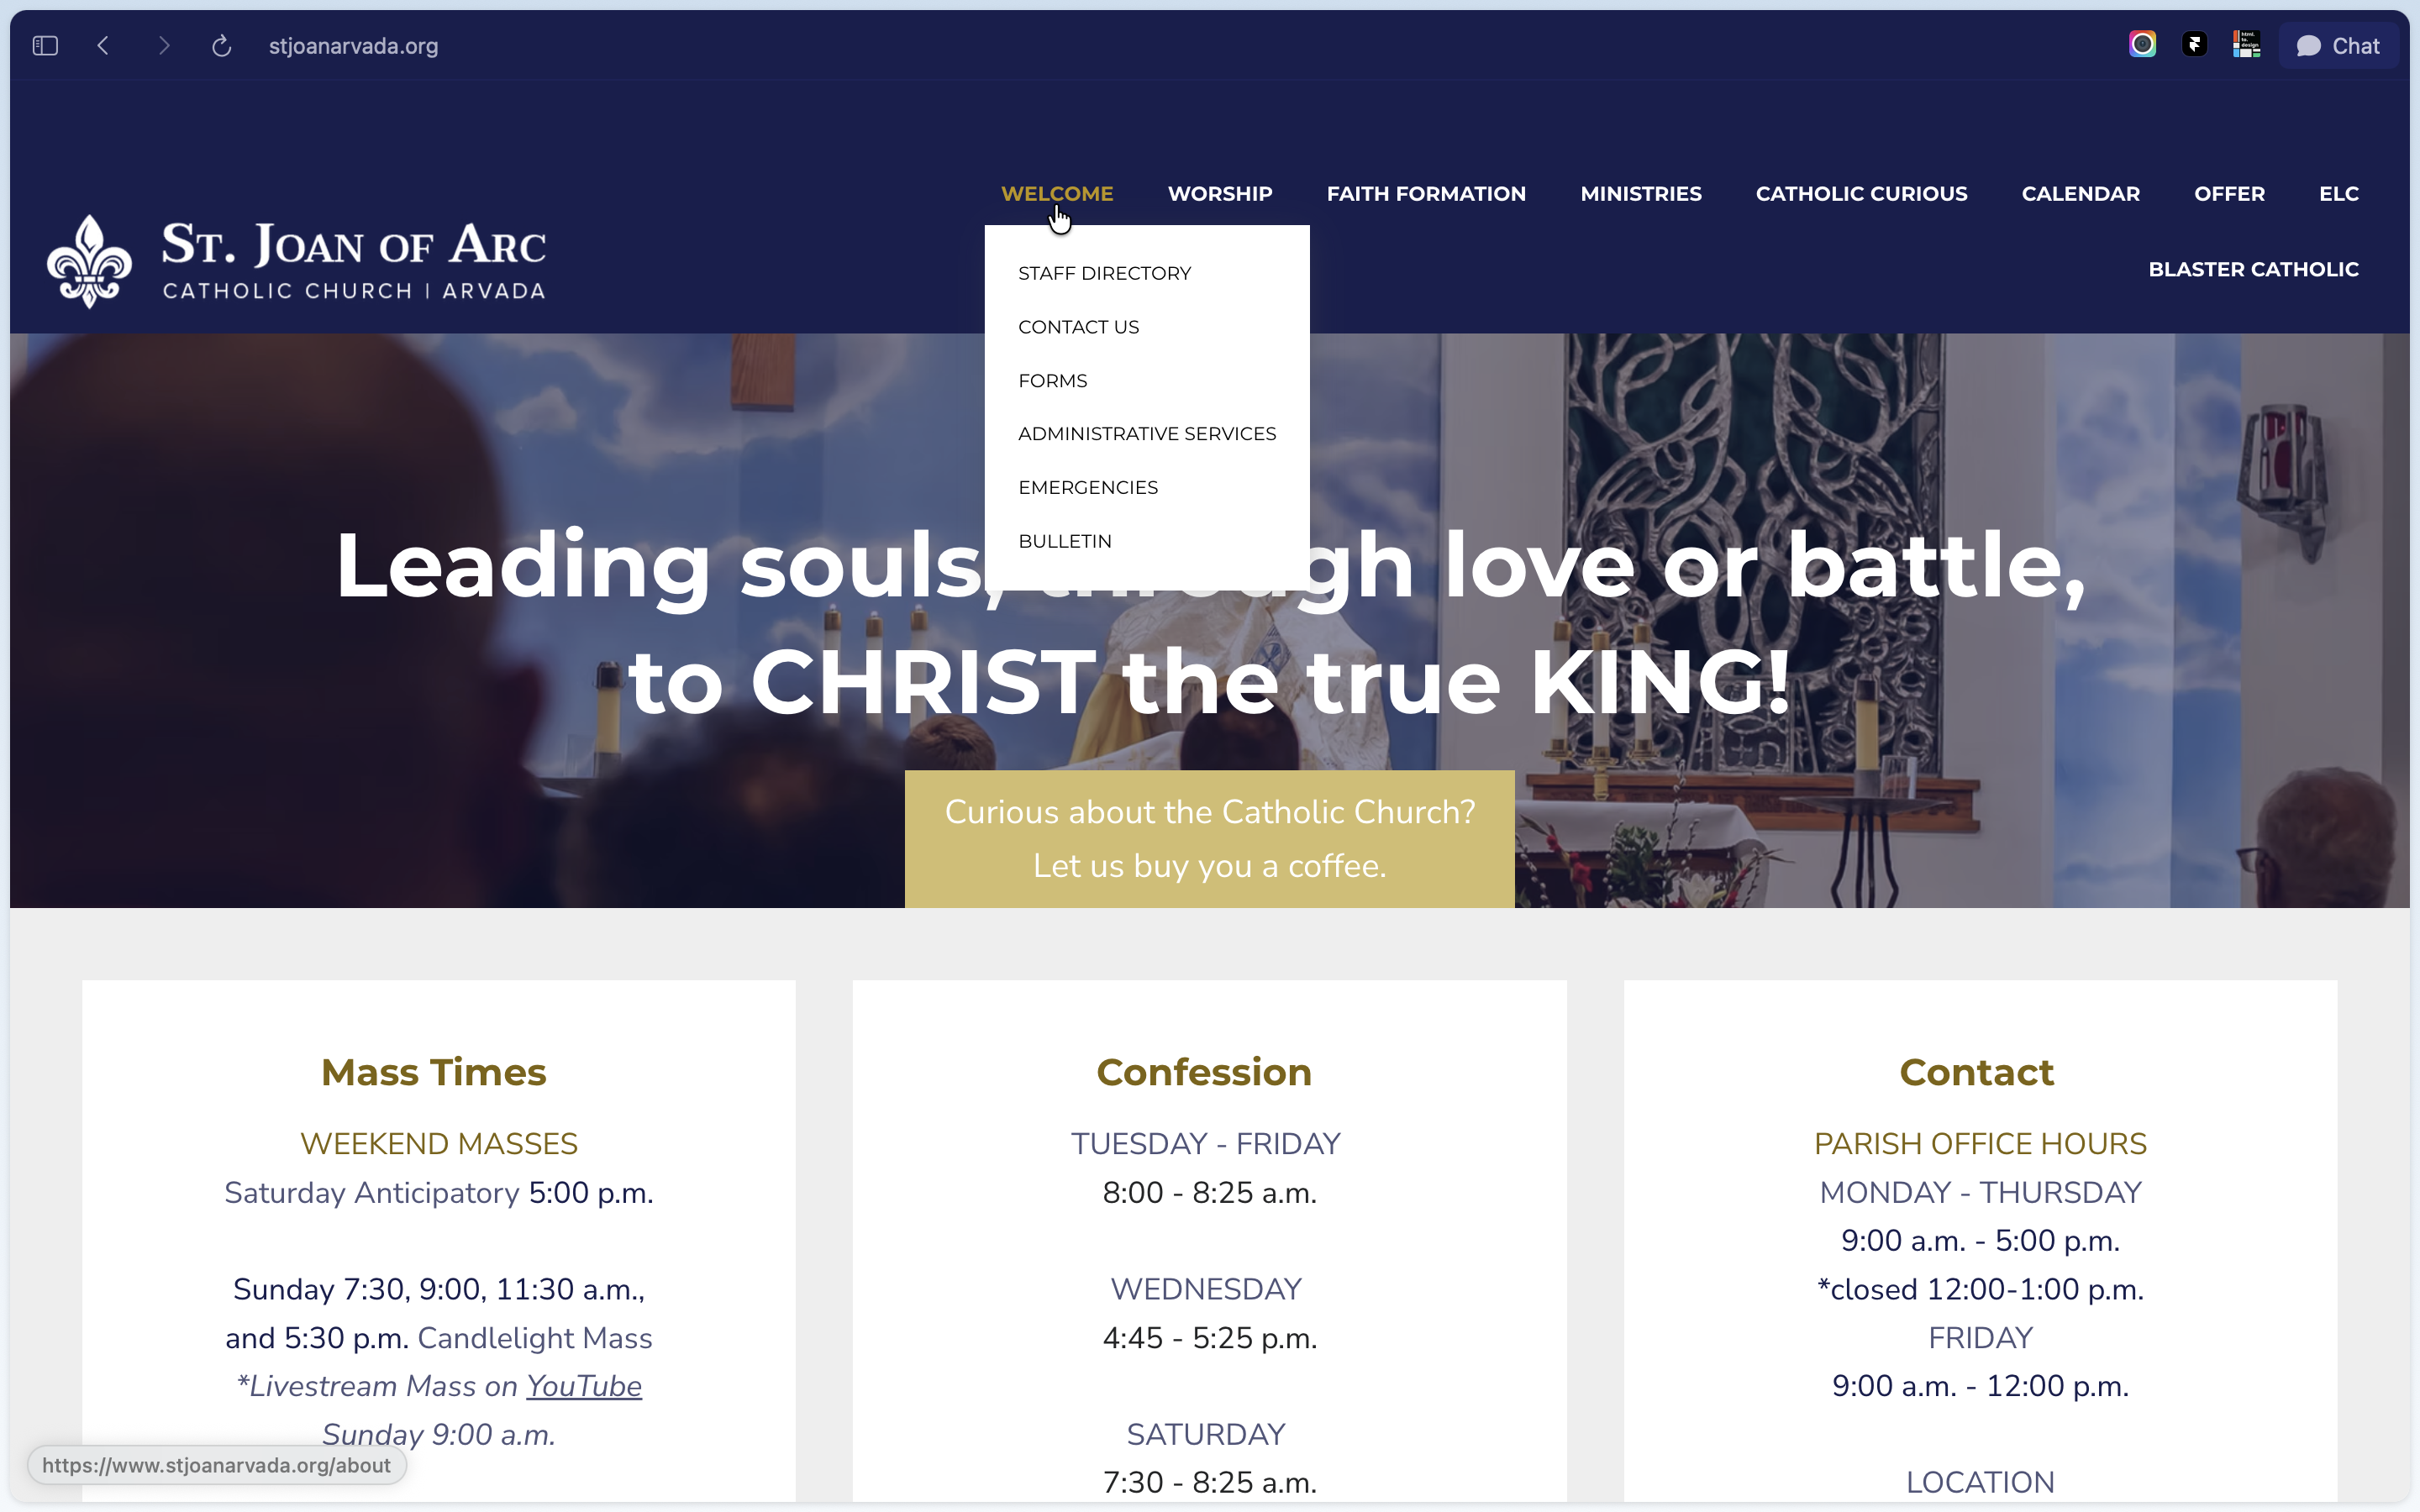 stjoanarvada.org
html.
to.
design
Chat
WELCOME WORSHIP FAITH FORMATION MINISTRIES CATHOLIC CURIOUS CALENDAR OFFER ELC
BLASTER CATHOLIC
ST. JOAN OF ARC
CATHOLIC CHURCH | ARVADA
STAFF DIRECTORY
CONTACT US
FORMS
ADMINISTRATIVE SERVICES
EMERGENCIES
BULLETIN
Leading souls, through love or battle,
to CHRIST the true KING!
Curious about the Catholic Church?
Let us buy you a coffee.
Mass Times
WEEKEND MASSES
Saturday Anticipatory 5:00 p.m.
Sunday 7:30, 9:00, 11:30 a.m.,
and 5:30 p.m. Candlelight Mass
*Livestream Mass on YouTube
Sunday 9:00 a.m.
Confession
TUESDAY - FRIDAY
8:00 - 8:25 a.m.
WEDNESDAY
4:45 - 5:25 p.m.
SATURDAY
7:30 - 8:25 a.m.
Contact
PARISH OFFICE HOURS
MONDAY - THURSDAY
9:00 a.m. - 5:00 p.m.
*closed 12:00-1:00 p.m.
FRIDAY
9:00 a.m. - 12:00 p.m.
LOCATION
https://www.stjoanarvada.org/about